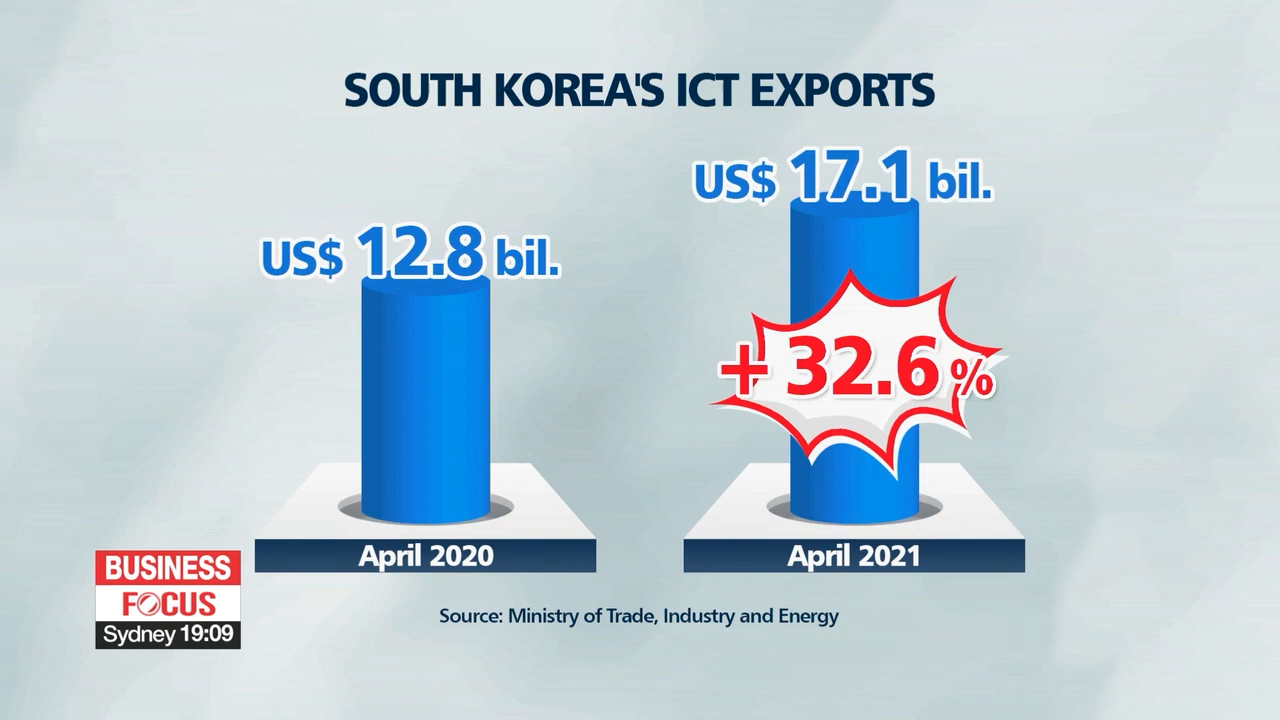 SOUTH KOREA'S ICT EXPORTS
US$ 12.8 bil.
US$ 17.1 bil.
+ 32.6 %
April 2020
April 2021
Source: Ministry of Trade, Industry and Energy
BUSINESS
FOCUS
Sydney 19:09